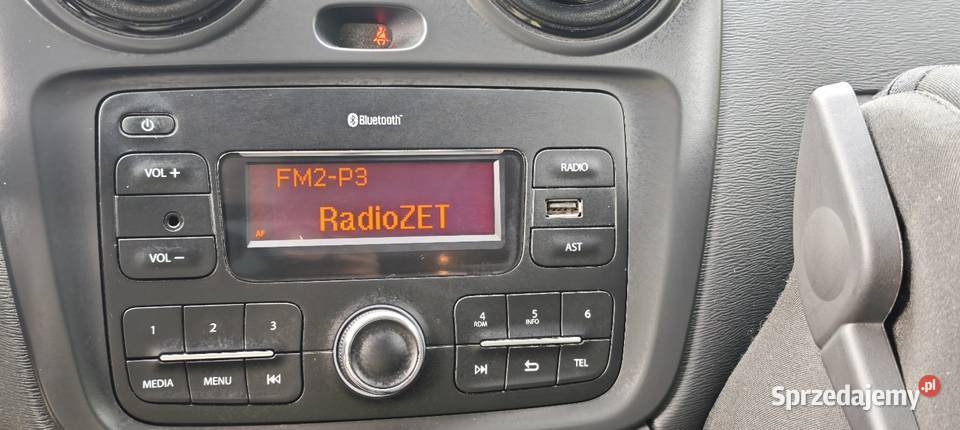 Bluetooth
VOL +
RADIO
FM2-P3
RadioZET
AF
VOL −
AST
1 2 3
4 RDM 5 INFO 6
MEDIA MENU
TEL
Sprzedajemy.pl